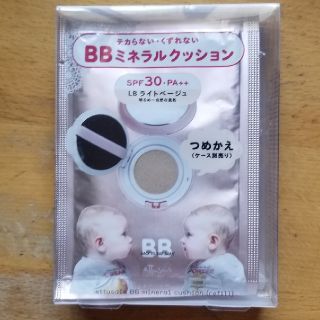 テカらない・くずれない
BBミネラルクッション
SPF30・PA++
LB ライトベージュ
明るめ〜自然な肌色
つめかえ
(ケース別売り)
BB
ettusais BB mineral cushion (refill)